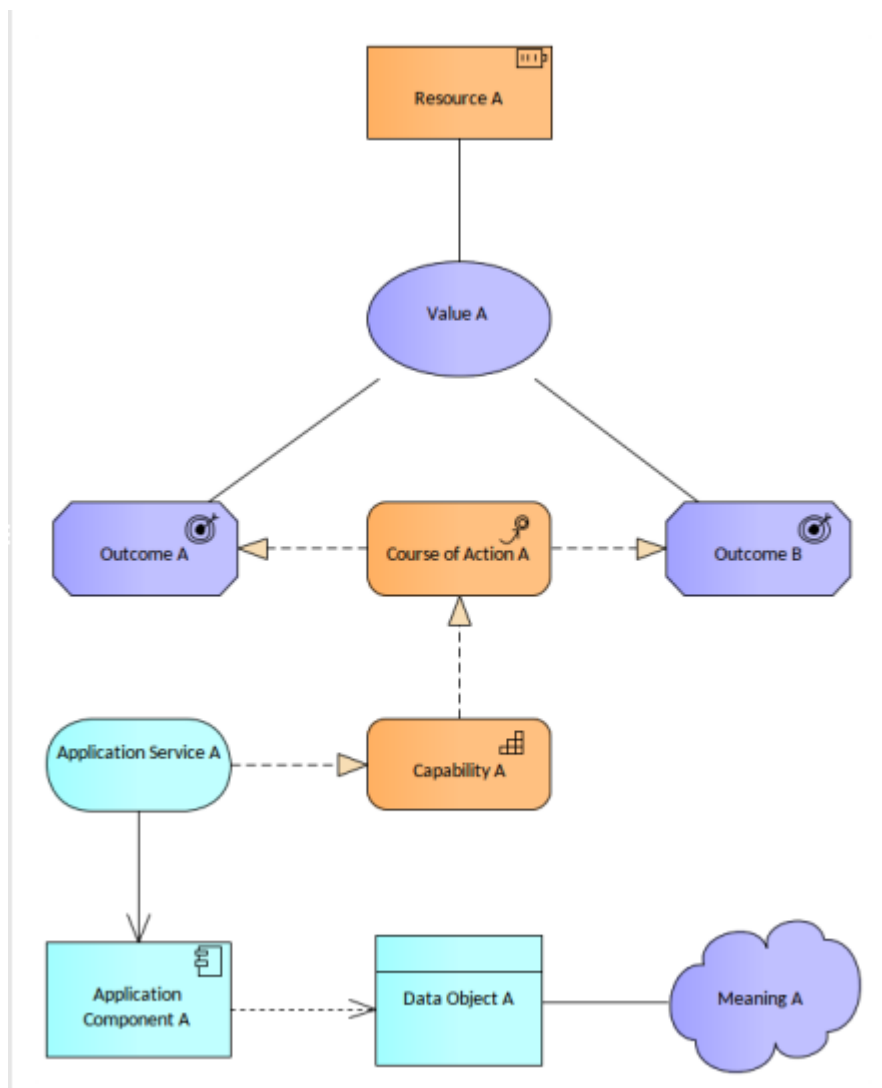 Resource A
Value A
Outcome A
Course of Action A
Outcome B
Application Service A
Capability A
Application
Component A
Data Object A
Meaning A